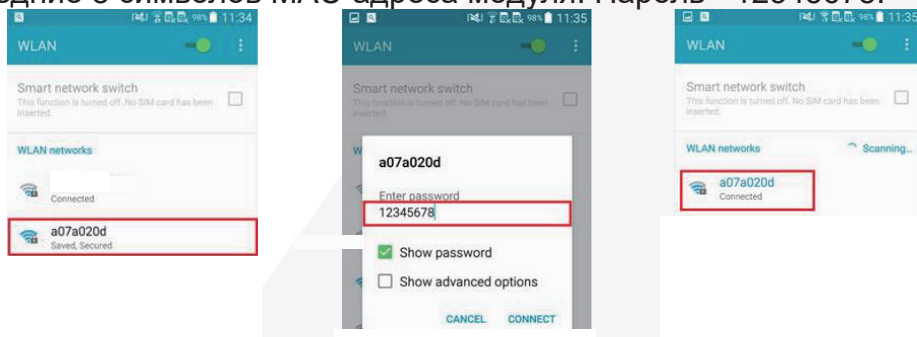 символов MAC-адреса модуля. Пароль - 12345678.
98% 11:34
WLAN
Smart network switch
This function is turned off. No SIM card has been
inserted.
WLAN networks
Connected
a07a020d
Saved, Secured
98% 11:35
WLAN
Smart network switch
This function is turned off. No SIM card has been
inserted.
a07a020d
Enter password
12345678
Show password
Show advanced options
CANCEL CONNECT
98% 11:35
WLAN
Smart network switch
This function is turned off. No SIM card has been
inserted.
WLAN networks Scanning...
a07a020d
Connected